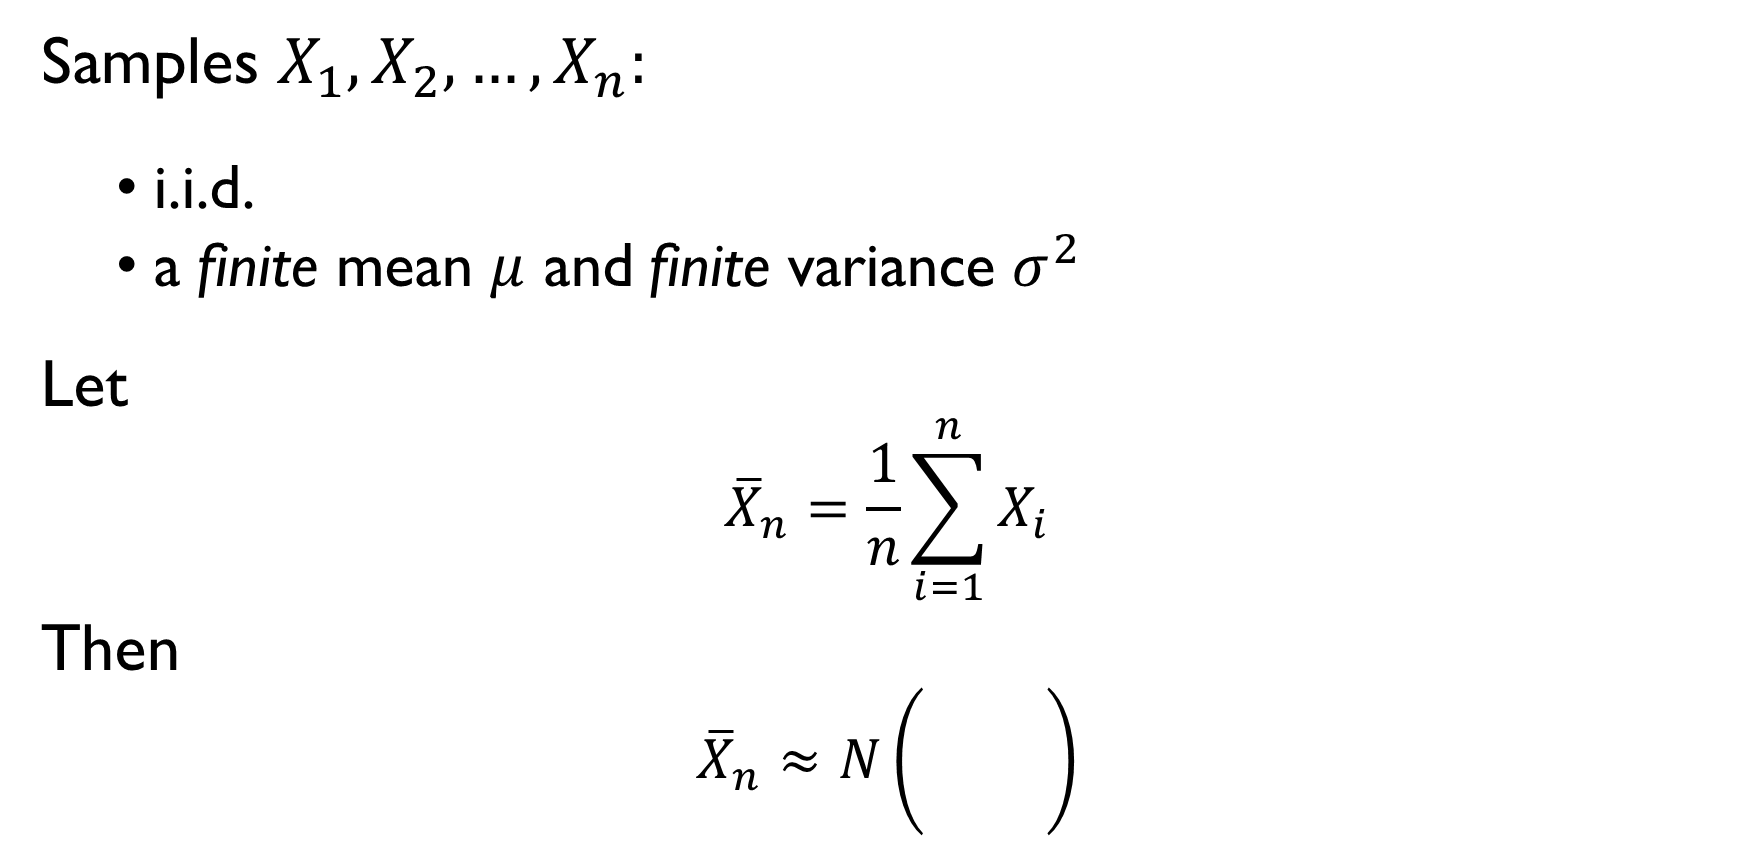 Samples X₁, X₂, … , Xₙ:
• i.i.d.
• a finite mean μ and finite variance σ²
Let
X̄ₙ = 1/n ∑ᵢ₌₁ⁿ Xᵢ
Then
X̄ₙ ≈ N ( )